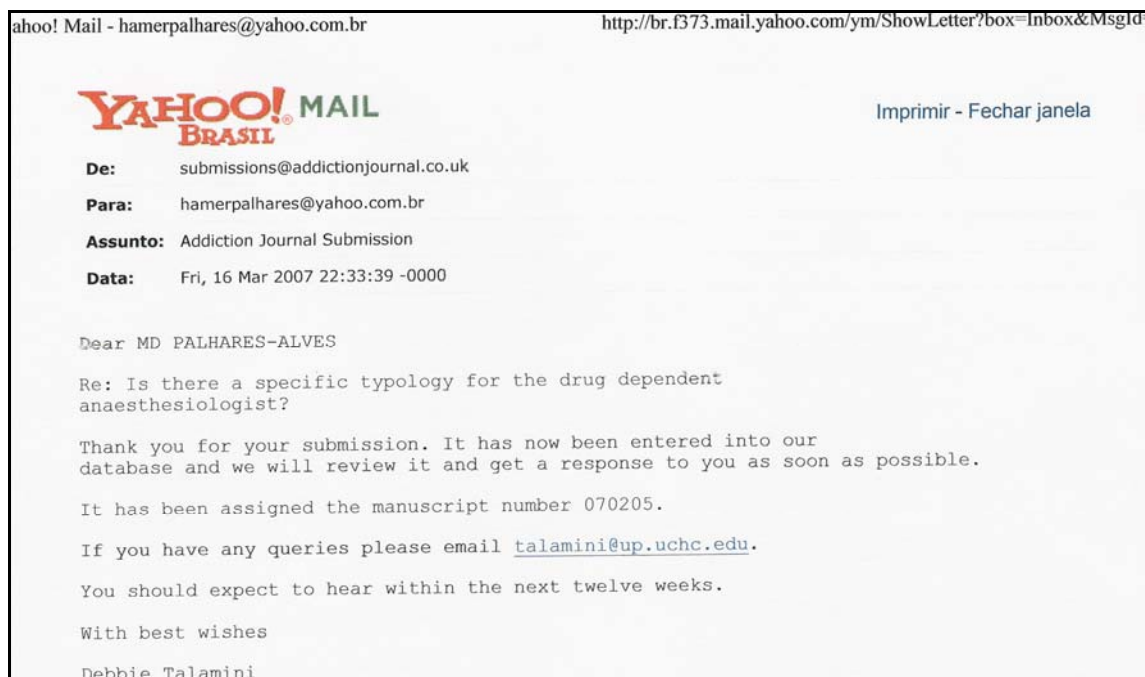 ahoo! Mail - hamerpalhares@yahoo.com.br http://br.f373.mail.yahoo.com/ym/ShowLetter?box=Inbox&MsgId=
YAHOO! MAIL
BRASIL
Imprimir - Fechar janela
De: submissions@addictionjournal.co.uk
Para: hamerpalhares@yahoo.com.br
Assunto: Addiction Journal Submission
Data: Fri, 16 Mar 2007 22:33:39 -0000
Dear MD PALHARES-ALVES
Re: Is there a specific typology for the drug dependent
anaesthesiologist?
Thank you for your submission. It has now been entered into our
database and we will review it and get a response to you as soon as possible.
It has been assigned the manuscript number 070205.
If you have any queries please email talamini@up.uchc.edu.
You should expect to hear within the next twelve weeks.
With best wishes
Debbie Talamini